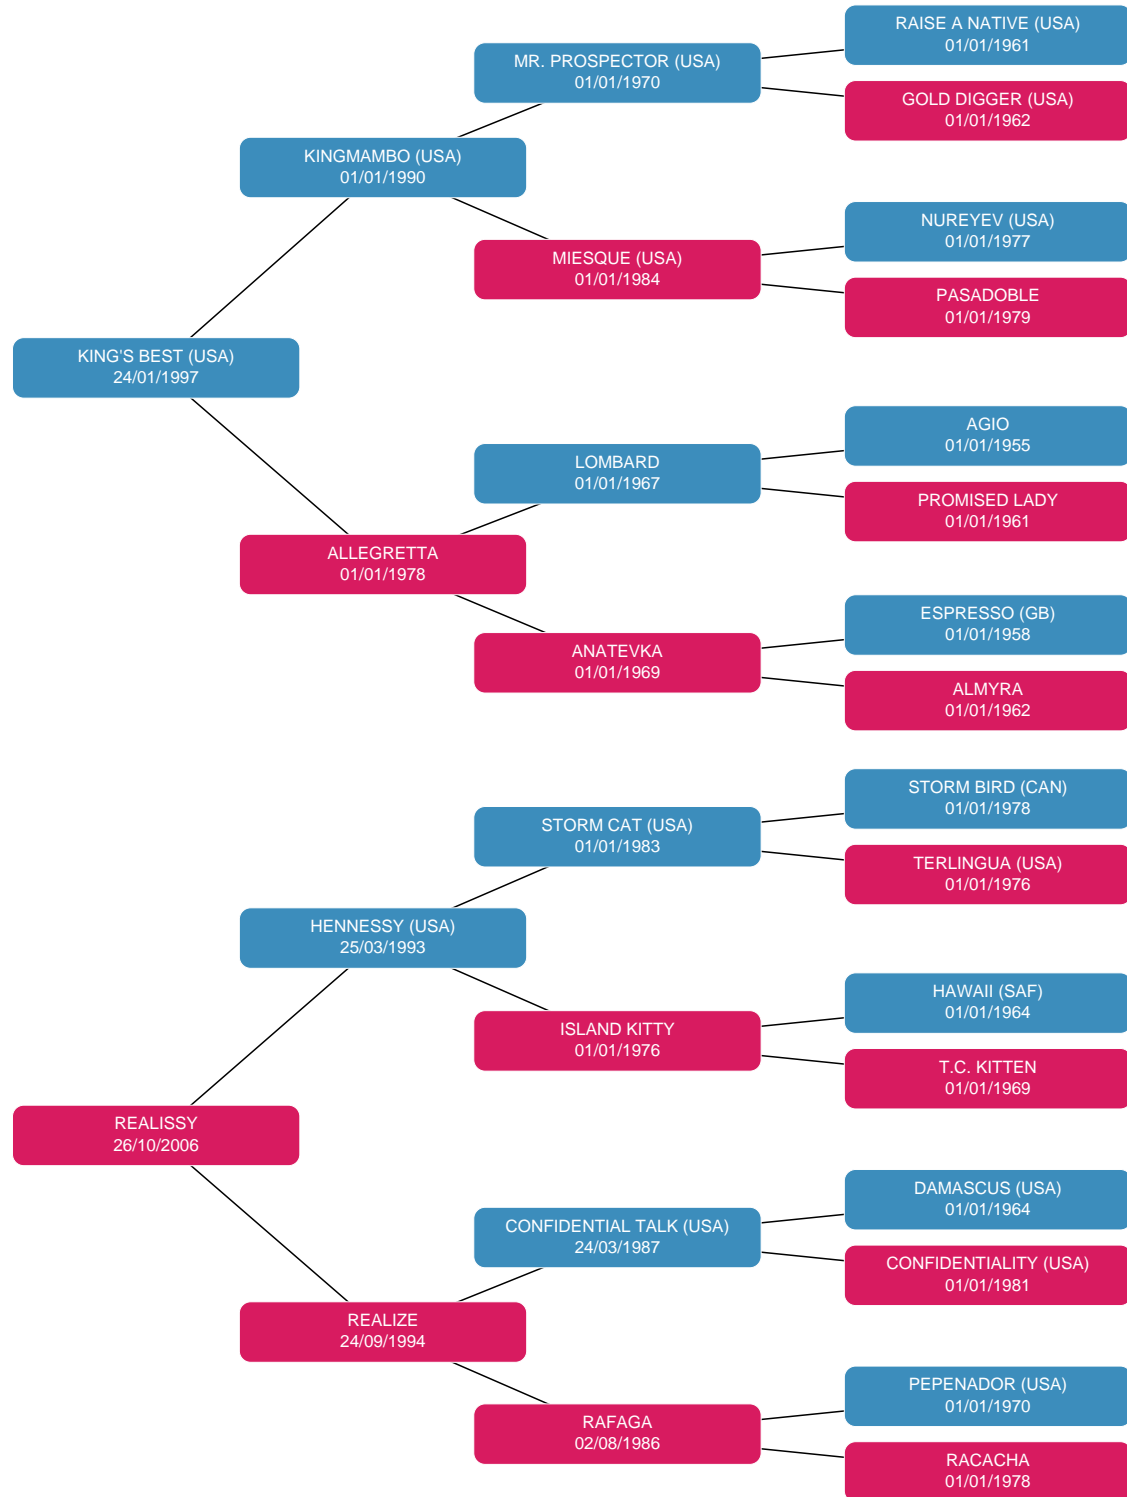 RAISE A NATIVE (USA)
01/01/1961
MR. PROSPECTOR (USA)
01/01/1970
GOLD DIGGER (USA)
01/01/1962
KINGMAMBO (USA)
01/01/1990
NUREYEV (USA)
01/01/1977
MIESQUE (USA)
01/01/1984
PASADOBLE
01/01/1979
KING'S BEST (USA)
24/01/1997
AGIO
01/01/1955
LOMBARD
01/01/1967
PROMISED LADY
01/01/1961
ALLEGRETTA
01/01/1978
ESPRESSO (GB)
01/01/1958
ANATEVKA
01/01/1969
ALMYRA
01/01/1962
STORM BIRD (CAN)
01/01/1978
STORM CAT (USA)
01/01/1983
TERLINGUA (USA)
01/01/1976
HENNESSY (USA)
25/03/1993
HAWAII (SAF)
01/01/1964
ISLAND KITTY
01/01/1976
T.C. KITTEN
01/01/1969
REALISSY
26/10/2006
DAMASCUS (USA)
01/01/1964
CONFIDENTIAL TALK (USA)
24/03/1987
CONFIDENTIALITY (USA)
01/01/1981
REALIZE
24/09/1994
PEPENADOR (USA)
01/01/1970
RAFAGA
02/08/1986
RACACHA
01/01/1978